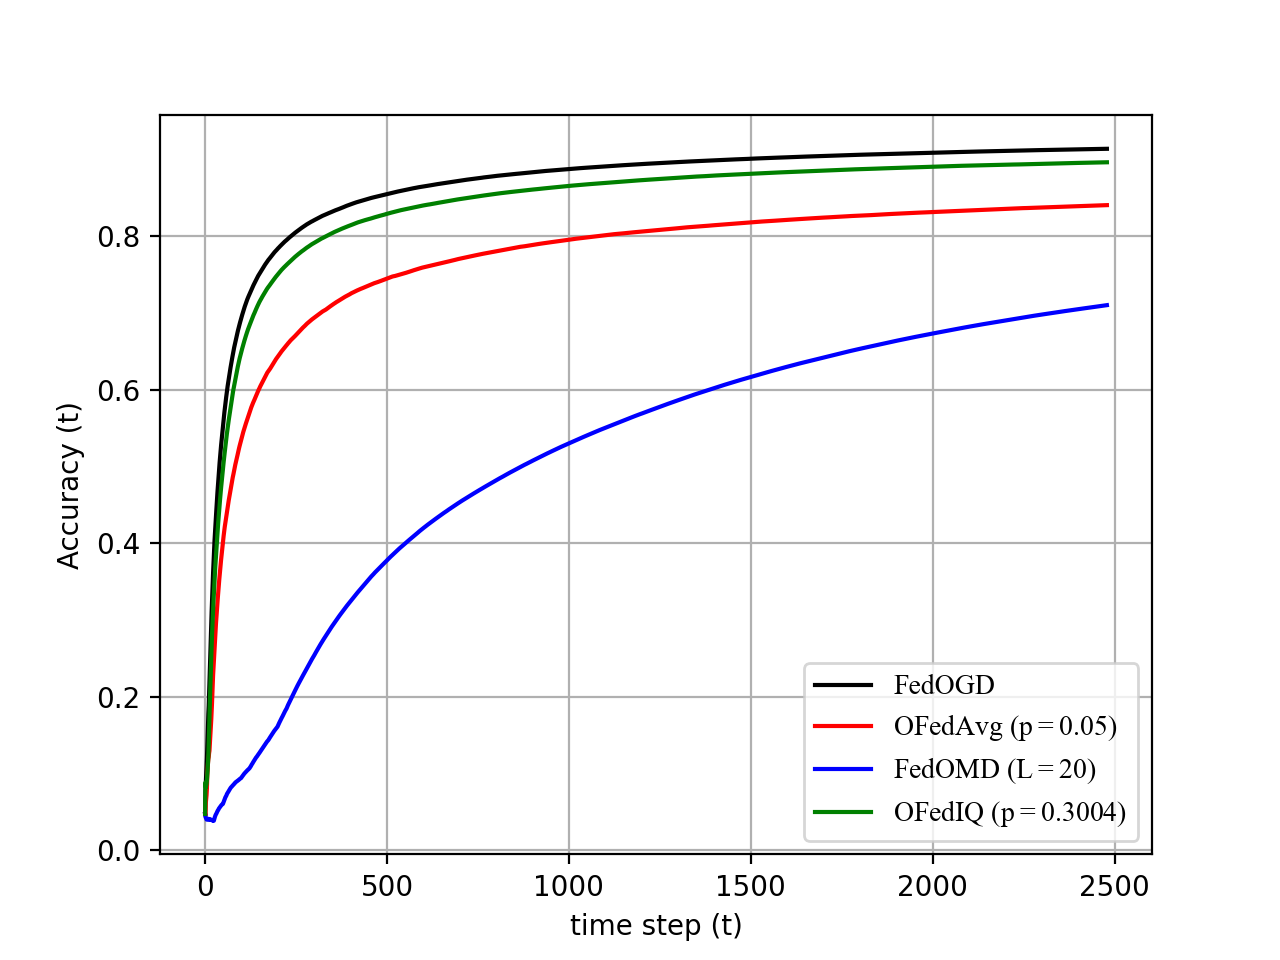 0.8
0.6
0.4
0.2
0.0
Accuracy (t)
FedOGD
OFedAvg (p = 0.05)
FedOMD (L = 20)
OFedIQ (p = 0.3004)
0 500 1000 1500 2000 2500
time step (t)